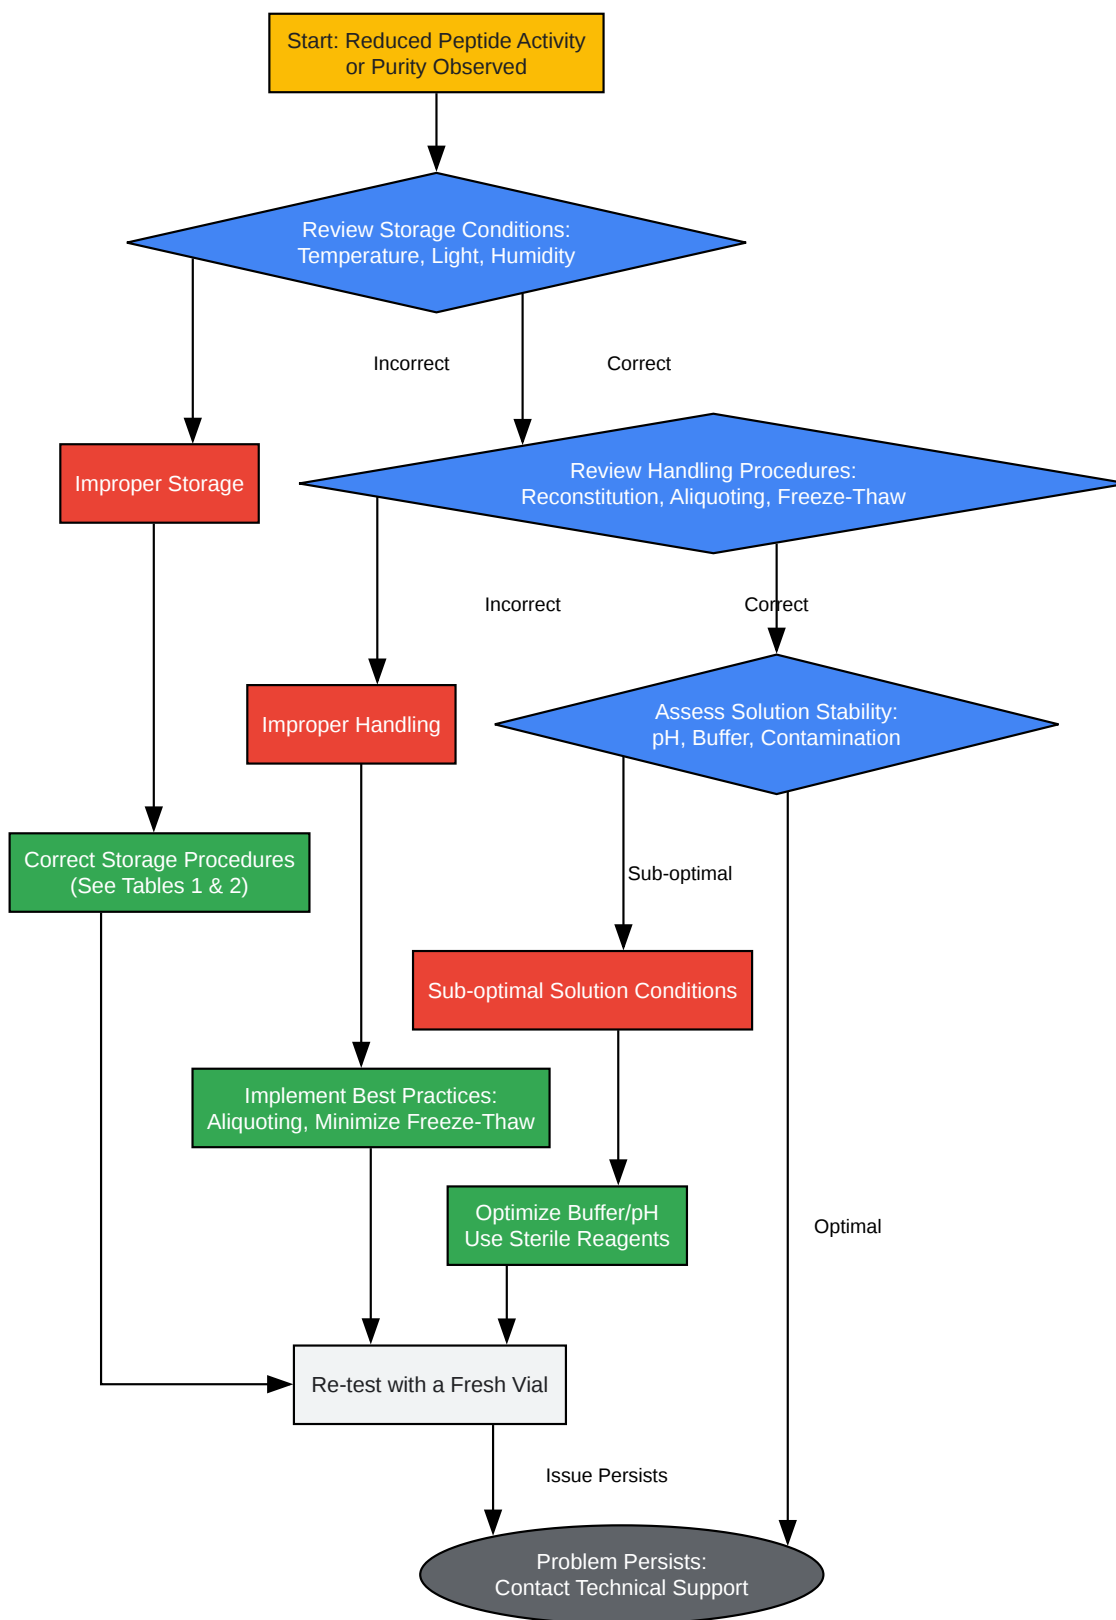 Start: Reduced Peptide Activity
or Purity Observed
Review Storage Conditions:
Temperature, Light, Humidity
Incorrect
Correct
Improper Storage
Review Handling Procedures:
Reconstitution, Aliquoting, Freeze-Thaw
Incorrect
Correct
Improper Handling
Assess Solution Stability:
pH, Buffer, Contamination
Correct Storage Procedures
(See Tables 1 & 2)
Sub-optimal
Sub-optimal Solution Conditions
Implement Best Practices:
Aliquoting, Minimize Freeze-Thaw
Optimize Buffer/pH
Use Sterile Reagents
Optimal
Re-test with a Fresh Vial
Issue Persists
Problem Persists:
Contact Technical Support